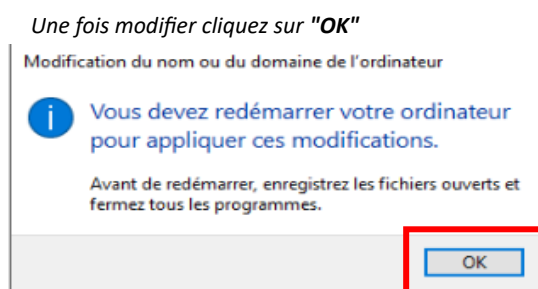 Une fois modifier cliquez sur "OK"
Modification du nom ou du domaine de l'ordinateur
Vous devez redémarrer votre ordinateur
pour appliquer ces modifications.
Avant de redémarrer, enregistrez les fichiers ouverts et
fermez tous les programmes.
OK